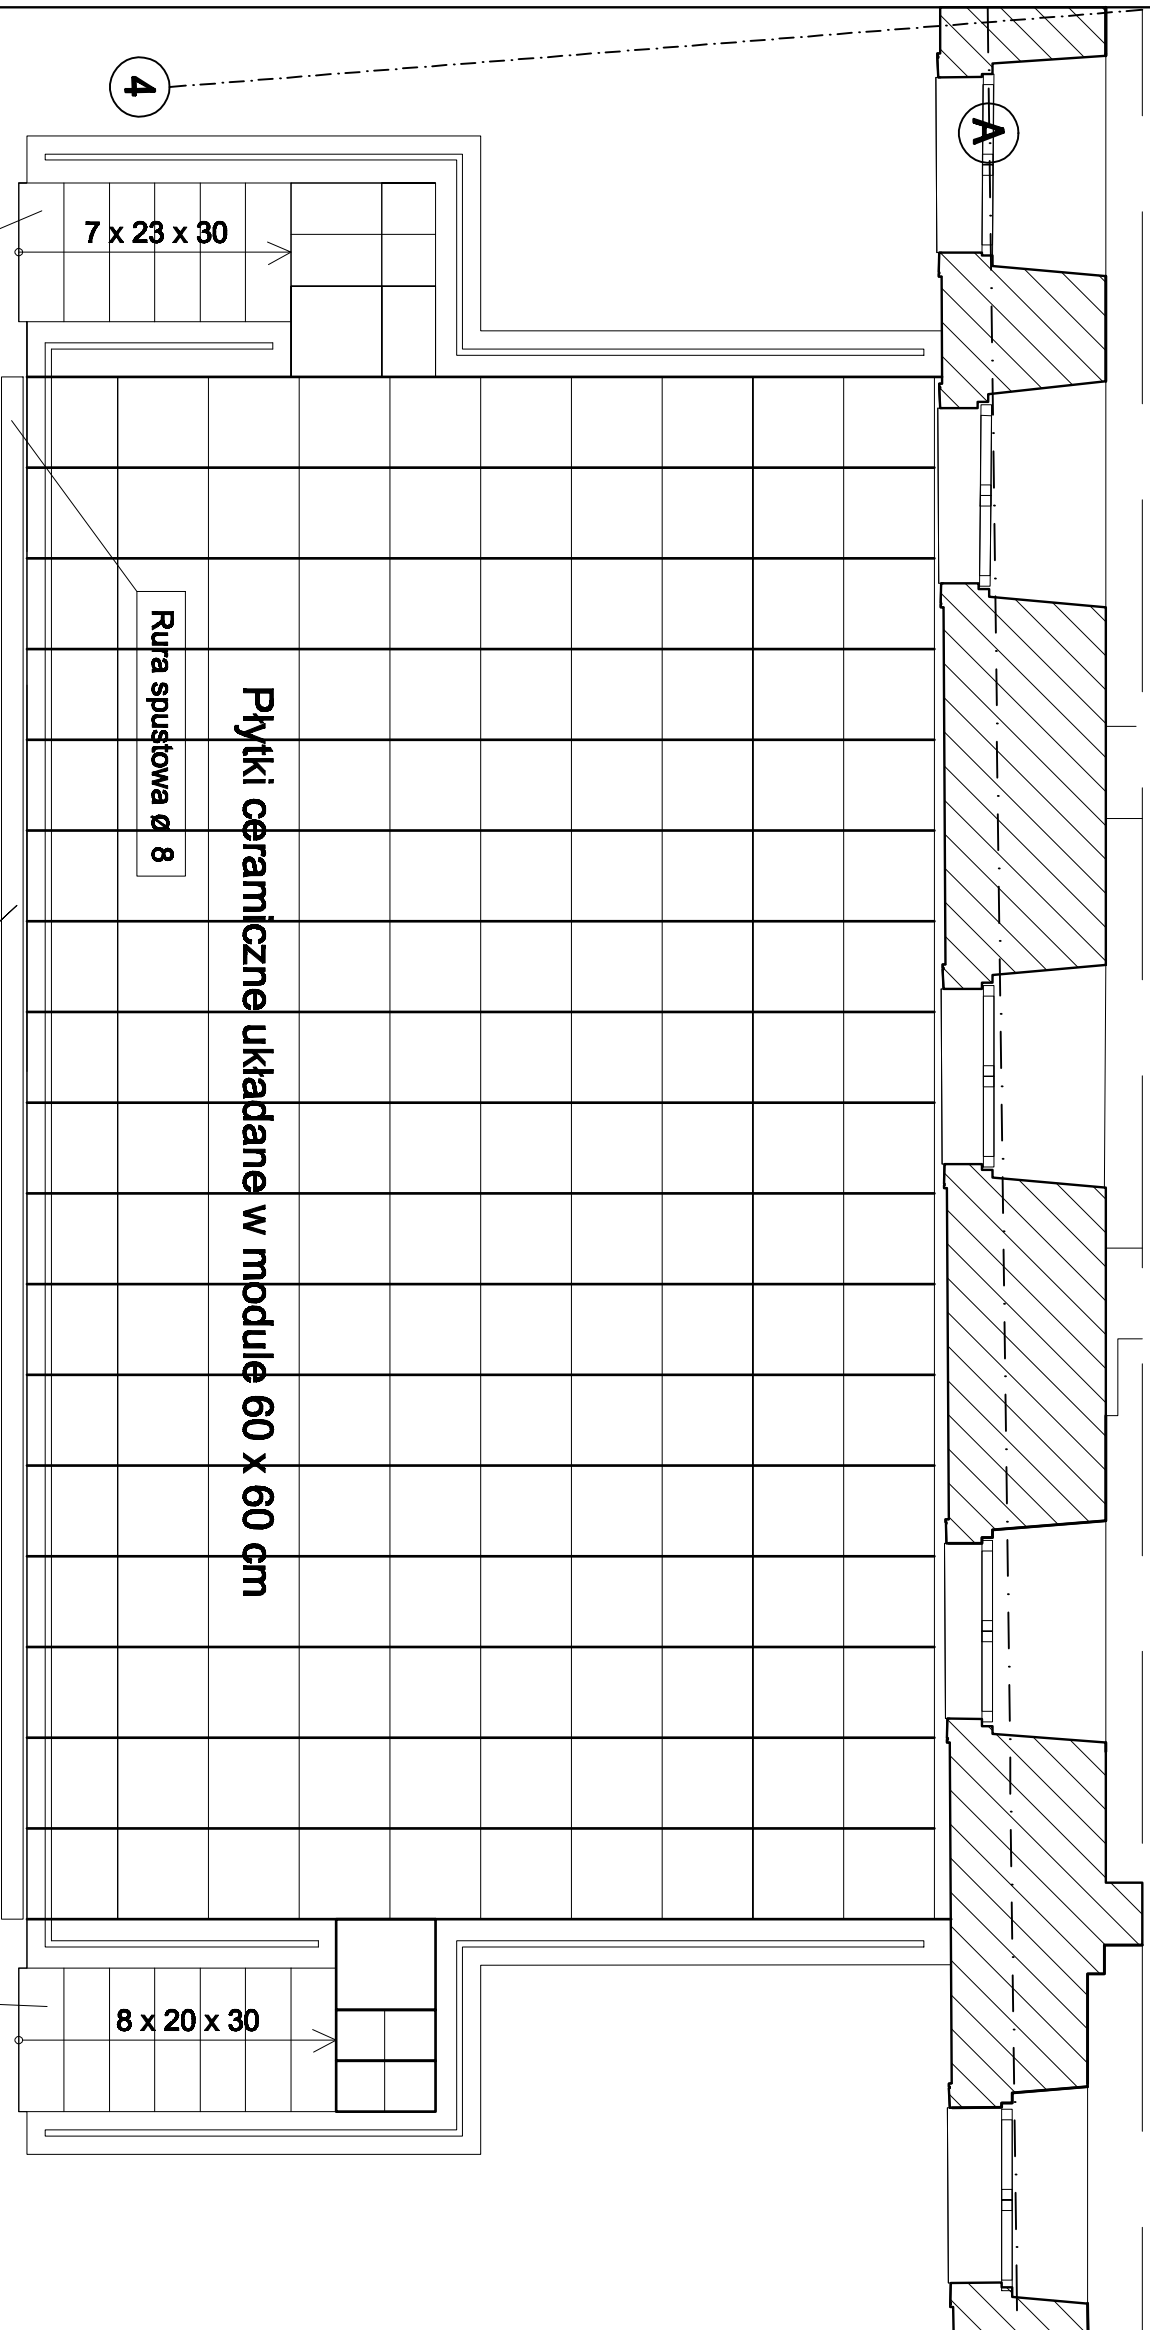 4
A
7 x 23 x 30
Rura spustowa ø 8
Płytki ceramiczne układane w module 60 x 60 cm
8 x 20 x 30